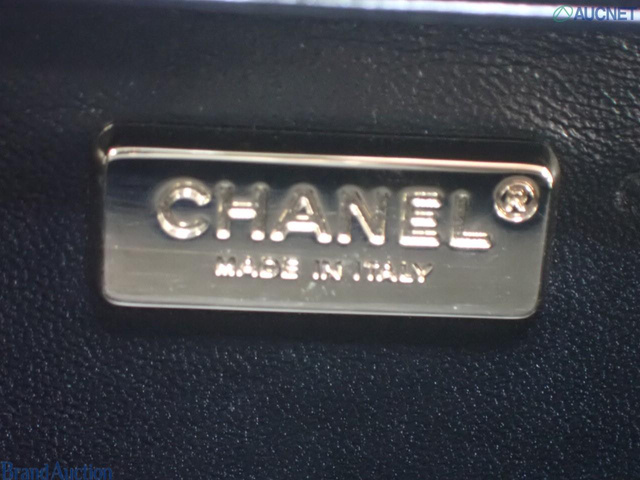 AUCNET
CHANEL®
MADE IN ITALY
Brand Auction